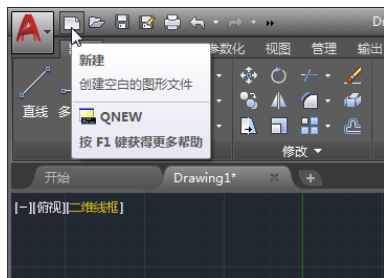 A
D
参数化 视图 管理 输出
新建
创建空白的图形文件
QNEW
按 F1 键获得更多帮助
直线 多
修改
开始 Drawing1*
[-][俯视][二维线框]